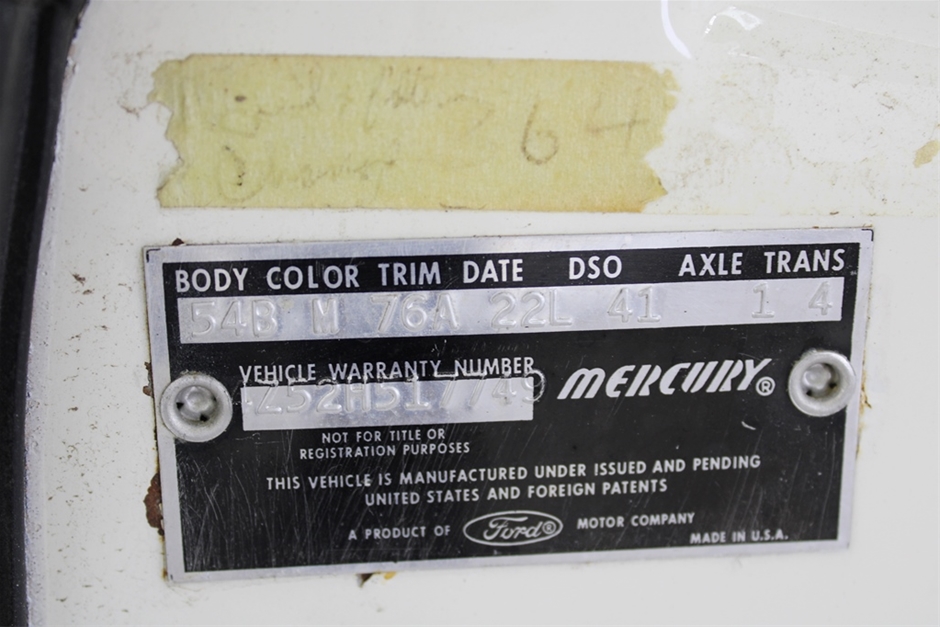 64
BODY COLOR TRIM DATE DSO AXLE TRANS
54B M 76A 22L 41 1 4
VEHICLE WARRANTY NUMBER
4Z52H517749
MERCURY®
NOT FOR TITLE OR
REGISTRATION PURPOSES
THIS VEHICLE IS MANUFACTURED UNDER ISSUED AND PENDING
UNITED STATES AND FOREIGN PATENTS
A PRODUCT OF Ford® MOTOR COMPANY
MADE IN U.S.A.